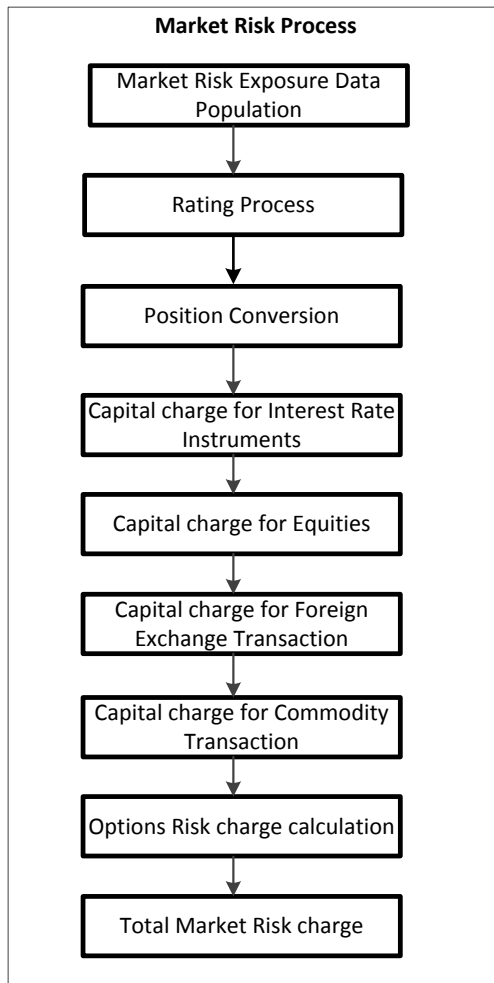 Market Risk Process
Market Risk Exposure Data
Population
Rating Process
Position Conversion
Capital charge for Interest Rate
Instruments
Capital charge for Equities
Capital charge for Foreign
Exchange Transaction
Capital charge for Commodity
Transaction
Options Risk charge calculation
Total Market Risk charge